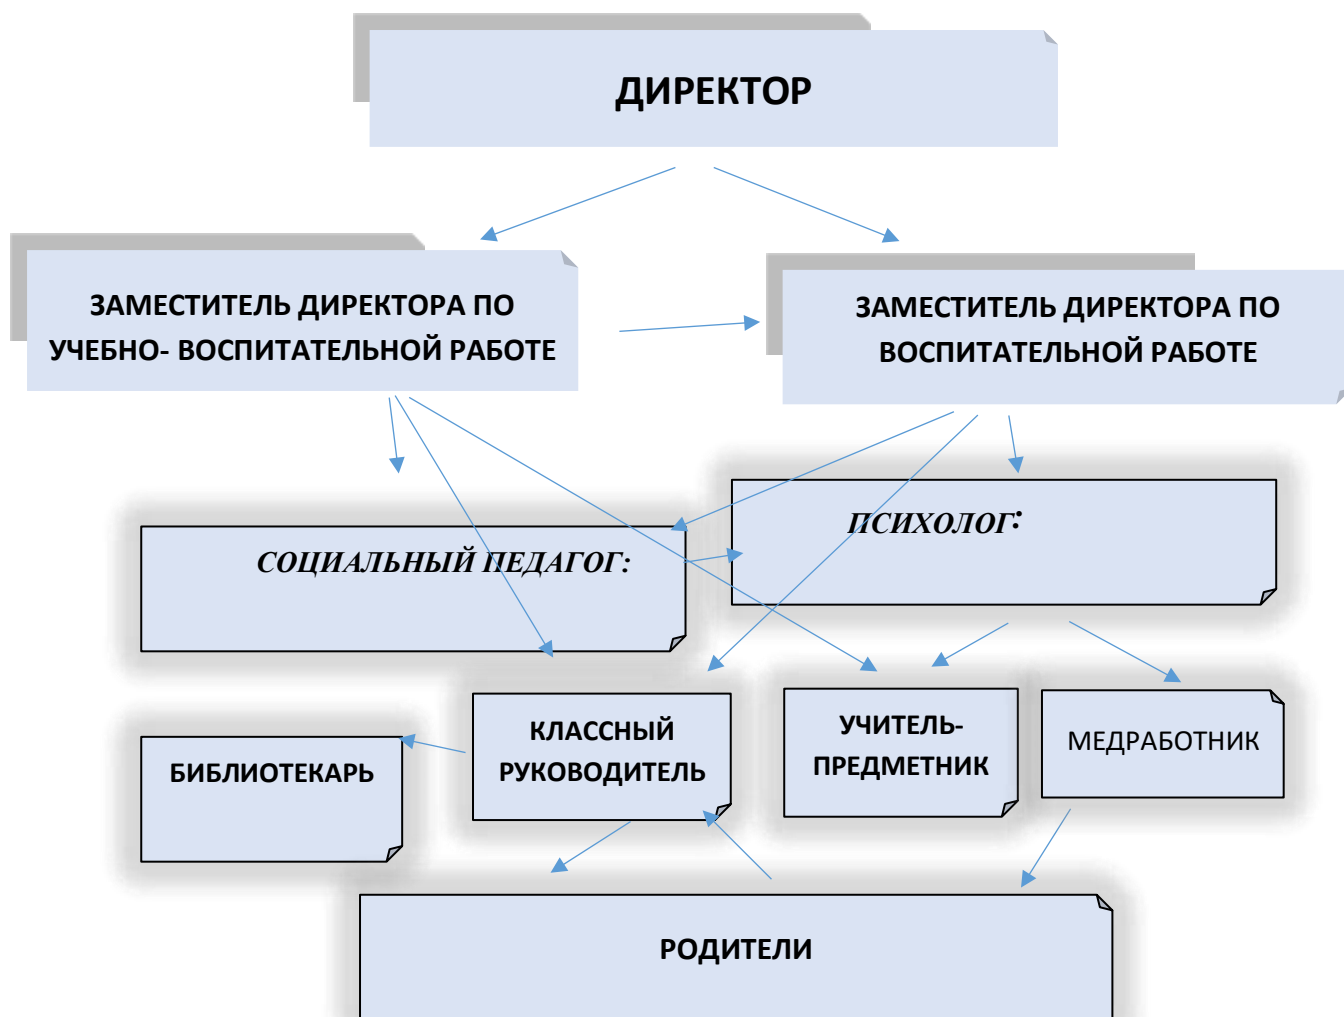 ДИРЕКТОР
ЗАМЕСТИТЕЛЬ ДИРЕКТОРА ПО
УЧЕБНО- ВОСПИТАТЕЛЬНОЙ РАБОТЕ
ЗАМЕСТИТЕЛЬ ДИРЕКТОРА ПО
ВОСПИТАТЕЛЬНОЙ РАБОТЕ
СОЦИАЛЬНЫЙ ПЕДАГОГ:
ПСИХОЛОГ:
БИБЛИОТЕКАРЬ
КЛАССНЫЙ
РУКОВОДИТЕЛЬ
УЧИТЕЛЬ-
ПРЕДМЕТНИК
МЕДРАБОТНИК
РОДИТЕЛИ